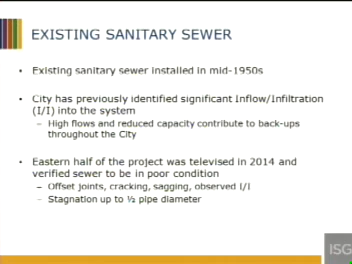 EXISTING SANITARY SEWER
• Existing sanitary sewer installed in mid-1950s
• City has previously identified significant Inflow/Infiltration
(I/I) into the system
– High flows and reduced capacity contribute to back-ups
throughout the City
• Eastern half of the project was televised in 2014 and
verified sewer to be in poor condition
– Offset joints, cracking, sagging, observed I/I
– Stagnation up to ½ pipe diameter
ISG